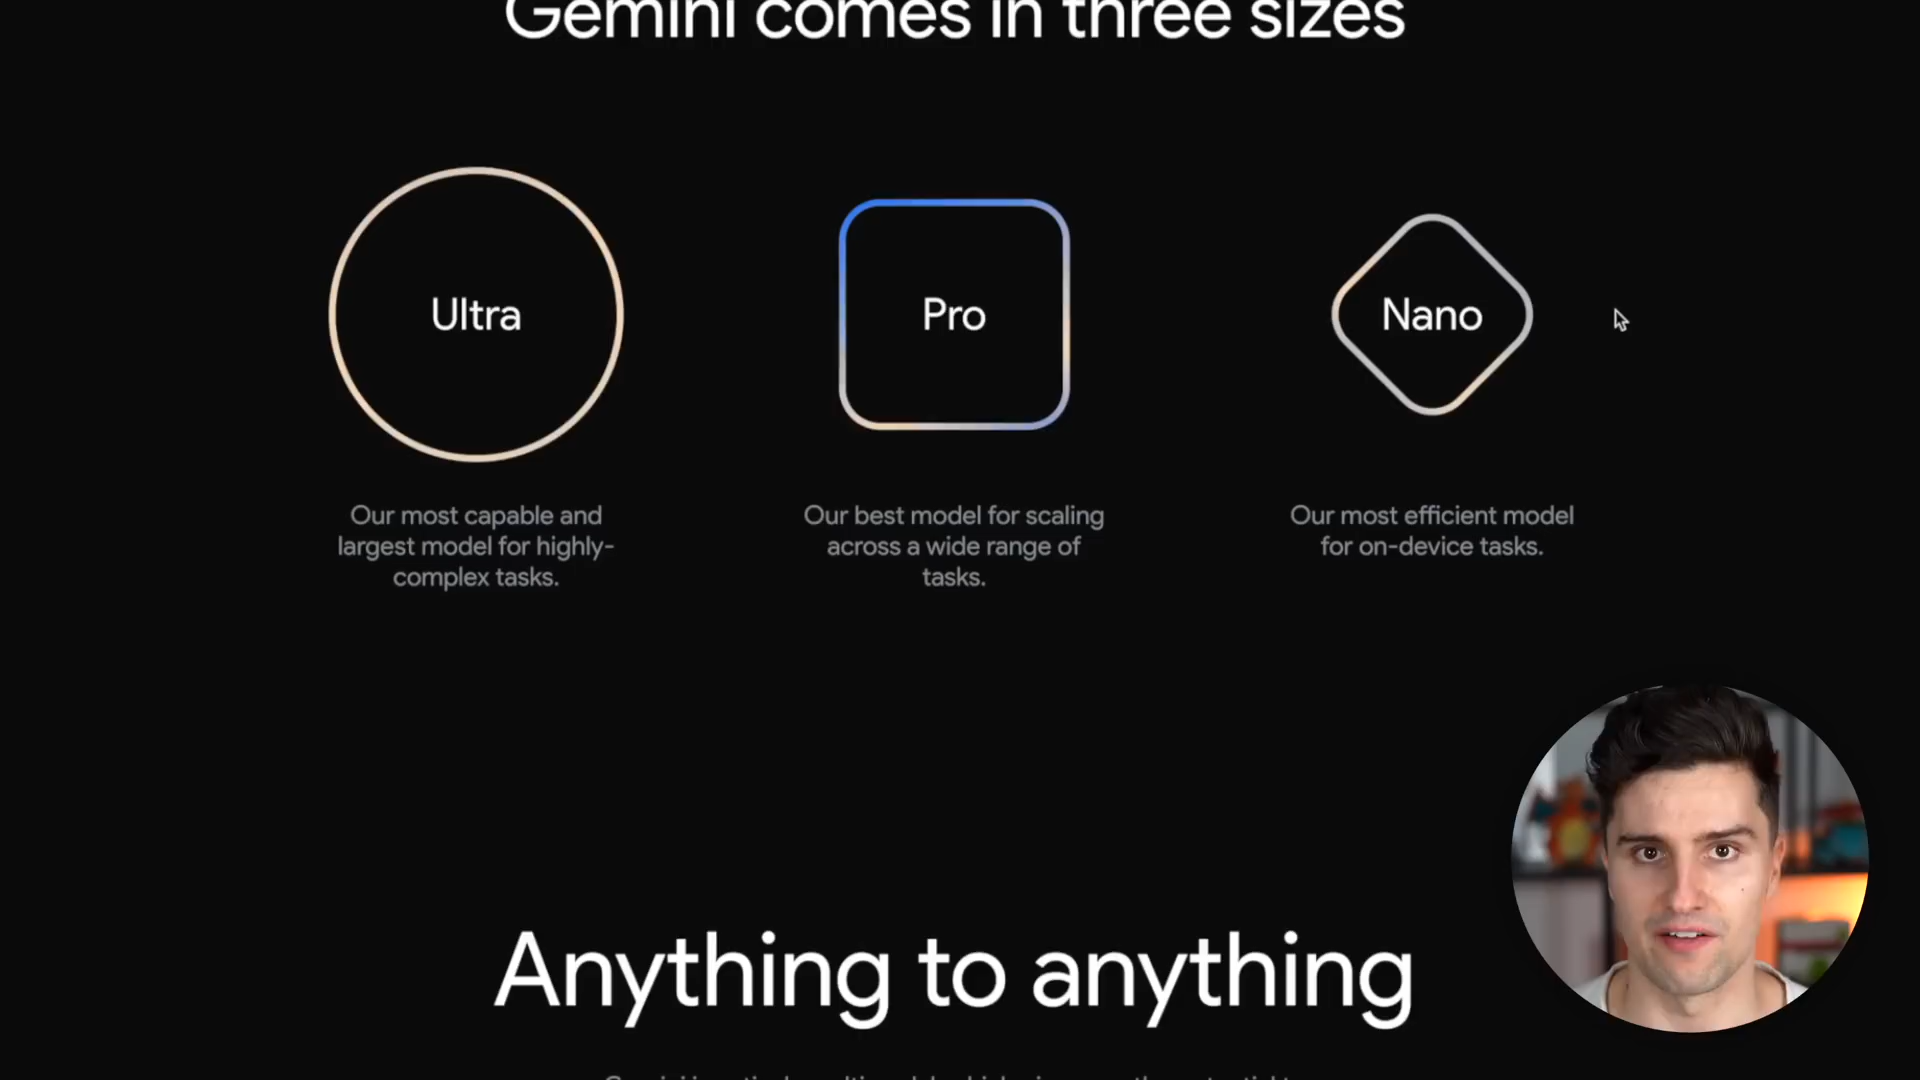 Gemini comes in three sizes
Ultra
Pro
Nano
Our most capable and
largest model for highly-
complex tasks.
Our best model for scaling
across a wide range of
tasks.
Our most efficient model
for on-device tasks.
Anything to anything